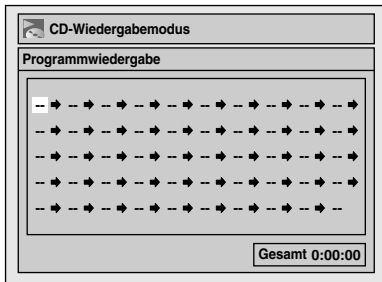 CD-Wiedergabemodus
Programmwiedergabe
-- ➔ -- ➔ -- ➔ -- ➔ -- ➔ -- ➔ -- ➔ -- ➔ -- ➔ -- ➔
-- ➔ -- ➔ -- ➔ -- ➔ -- ➔ -- ➔ -- ➔ -- ➔ -- ➔ -- ➔
-- ➔ -- ➔ -- ➔ -- ➔ -- ➔ -- ➔ -- ➔ -- ➔ -- ➔ -- ➔
-- ➔ -- ➔ -- ➔ -- ➔ -- ➔ -- ➔ -- ➔ -- ➔ -- ➔ -- ➔
-- ➔ -- ➔ -- ➔ -- ➔ -- ➔ -- ➔ -- ➔ -- ➔ -- ➔ --
Gesamt 0:00:00